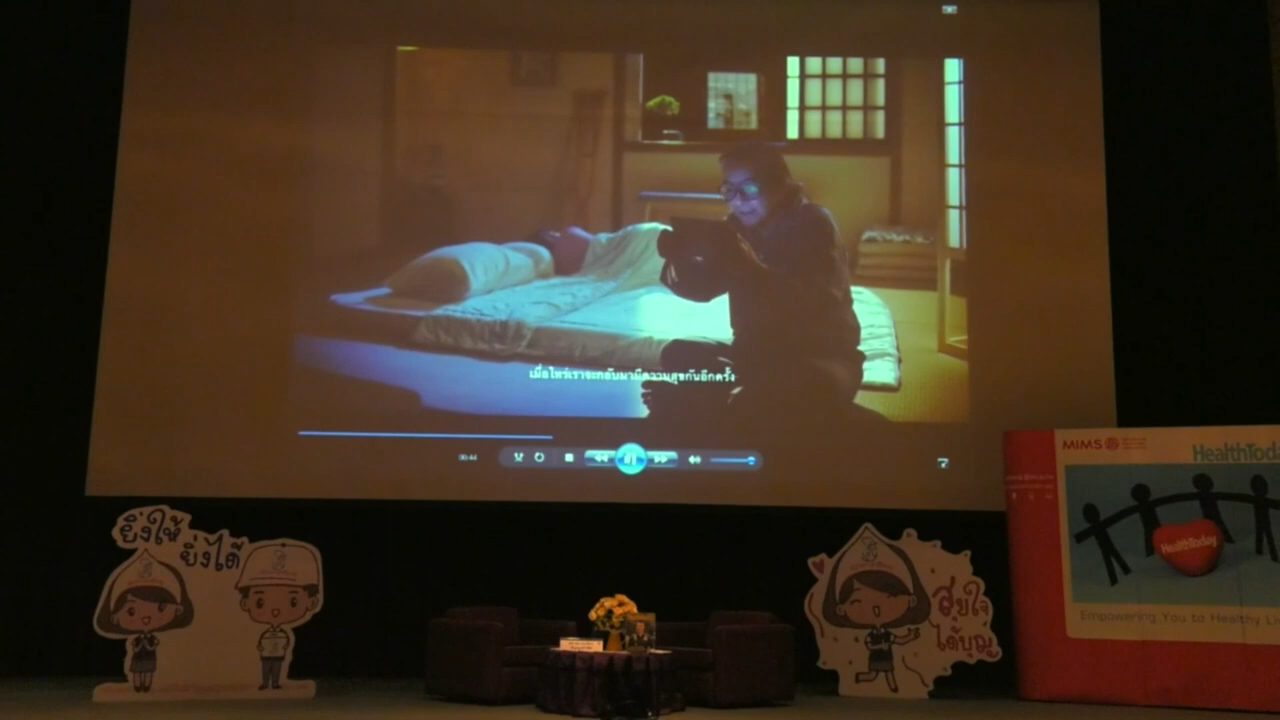 เมื่อไหร่เราจะกลับมามีความสุขกันอีกครั้ง
00:44
MIMS
HealthToday
HealthToday
Empowering You to Healthy Li
ยิ่งให้
ยิ่งได้
สุขใจ
ได้บุญ